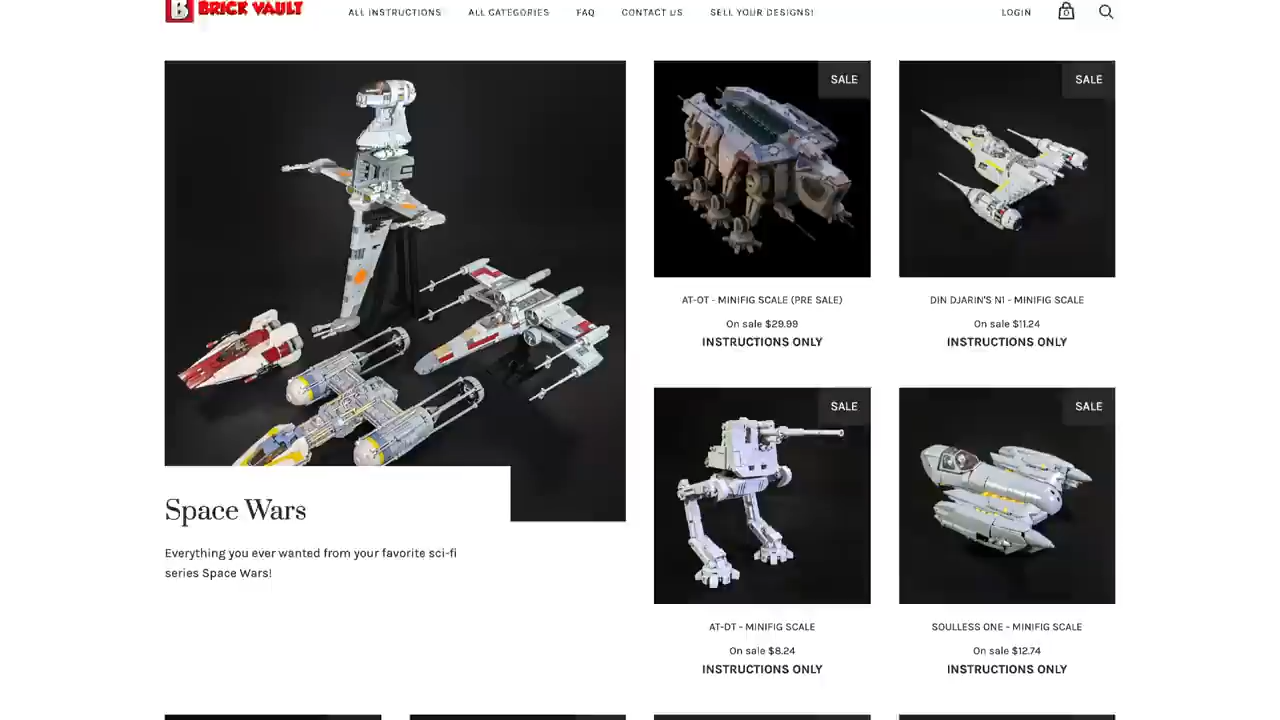 B BRICK VAULT
ALL INSTRUCTIONS ALL CATEGORIES FAQ CONTACT US SELL YOUR DESIGNS!
LOGIN 0
SALE
SALE
AT-OT - MINIFIG SCALE (PRE SALE)
On sale $29.99
INSTRUCTIONS ONLY
DIN DJARIN'S N1 - MINIFIG SCALE
On sale $11.24
INSTRUCTIONS ONLY
Space Wars
Everything you ever wanted from your favorite sci-fi
series Space Wars!
SALE
SALE
AT-DT - MINIFIG SCALE
On sale $8.24
INSTRUCTIONS ONLY
SOULLESS ONE - MINIFIG SCALE
On sale $12.74
INSTRUCTIONS ONLY